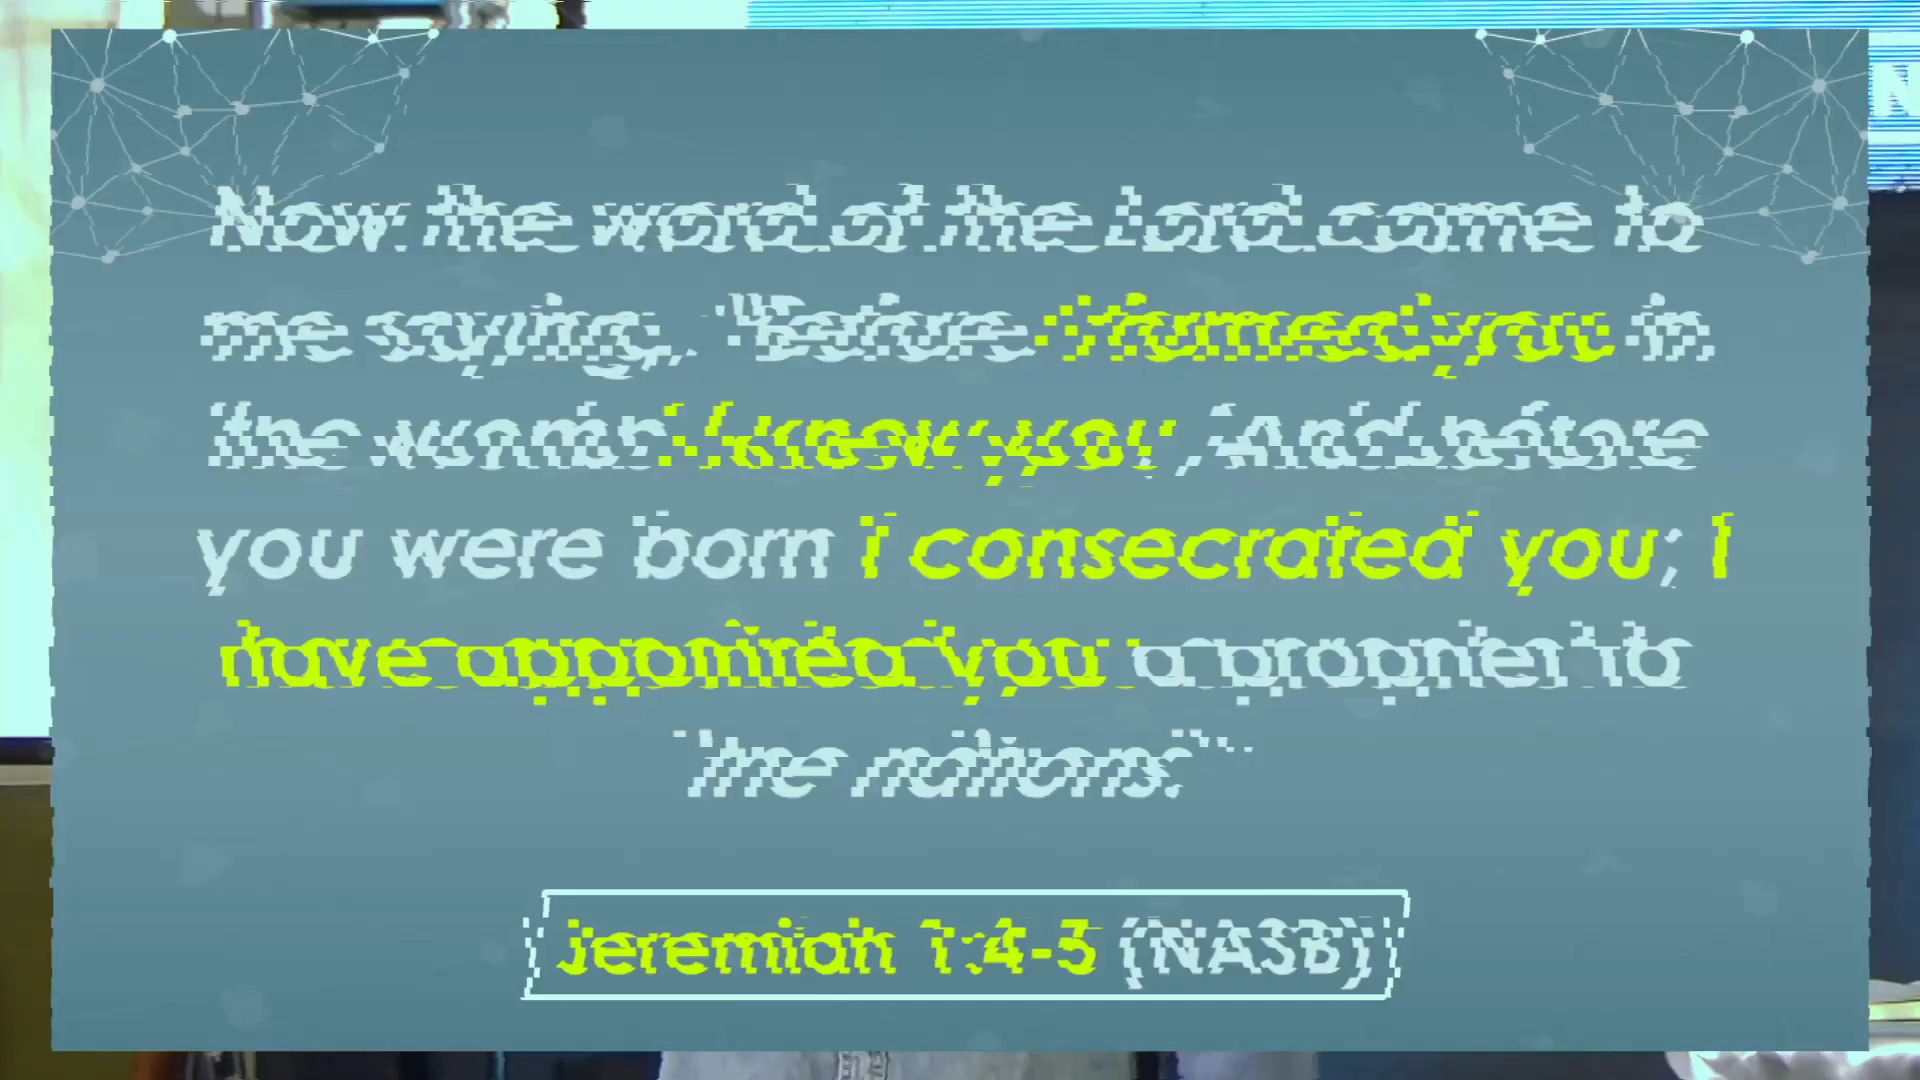 Now the word of the Lord came to
me saying, "Before I formed you in
the womb I knew you, And before
you were born I consecrated you; I
have appointed you a prophet to
the nations."
Jeremiah 1:4-5 (NASB)
N